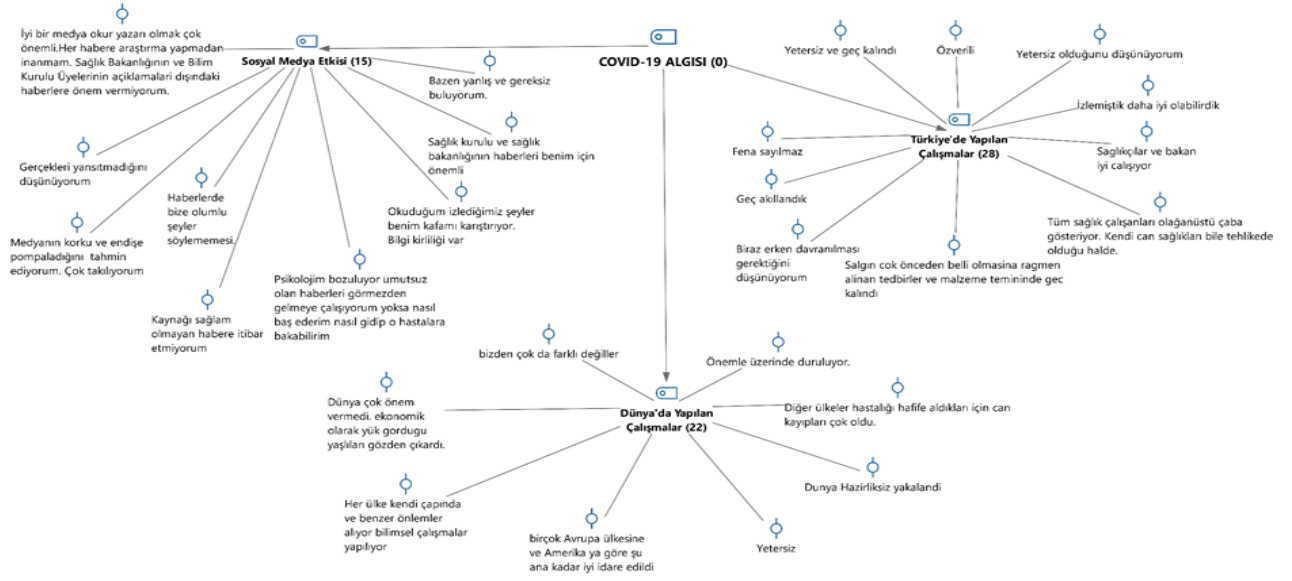 İyi bir medya okur yazarı olmak çok
önemli.Her habere araştırma yapmadan
inanmam. Sağlık Bakanlığının ve Bilim
Kurulu Üyelerinin açıklamalari dışındaki
haberlere önem vermiyorum.
Sosyal Medya Etkisi (15)
Bazen yanlış ve gereksiz
buluyorum.
Sağlık kurulu ve sağlık
bakanlığının haberleri benim için
önemli
Gerçekleri yansıtmadığını
düşünüyorum
Haberlerde
bize olumlu
şeyler
söylememesi.
Okuduğum izlediğimiz şeyler
benim kafamı karıştırıyor.
Bilgi kirliliği var
Medyanın korku ve endişe
pompaladığını tahmin
ediyorum. Çok takılıyorum
Psikolojim bozuluyor umutsuz
olan haberleri görmezden
gelmeye çalışıyorum yoksa nasıl
baş ederim nasıl gidip o hastalara
bakabilirim
Kaynağı sağlam
olmayan habere itibar
etmiyorum
COVID-19 ALGISI (0)
Yetersiz ve geç kalındı
Özverili
Yetersiz olduğunu düşünüyorum
İzlemiştik daha iyi olabilirdik
Türkiye'de Yapılan
Çalışmalar (28)
Fena sayılmaz
Saglıkçılar ve bakan
iyi calışıyor
Geç akıllandık
Tüm sağlık çalışanları olağanüstü çaba
gösteriyor. Kendi can sağlıkları bile tehlikede
olduğu halde.
Biraz erken davranılması
gerektiğini
düşünüyorum
Salgın cok önceden belli olmasına ragmen
alinan tedbirler ve malzeme temininde gec
kalındı
bizden çok da farklı değiller
Önemle üzerinde duruluyor.
Dünya çok önem
vermedi. ekonomik
olarak yük gordugu
yaşlıları gözden çıkardı.
Dünya'da Yapılan
Çalışmalar (22)
Diğer ülkeler hastalığı hafife aldıkları için can
kayıpları çok oldu.
Dunya Hazirliksiz yakalandi
Her ülke kendi çapında
ve benzer önlemler
alıyor bilimsel çalışmalar
yapılıyor
birçok Avrupa ülkesine
ve Amerika ya göre şu
ana kadar iyi idare edildi
Yetersiz